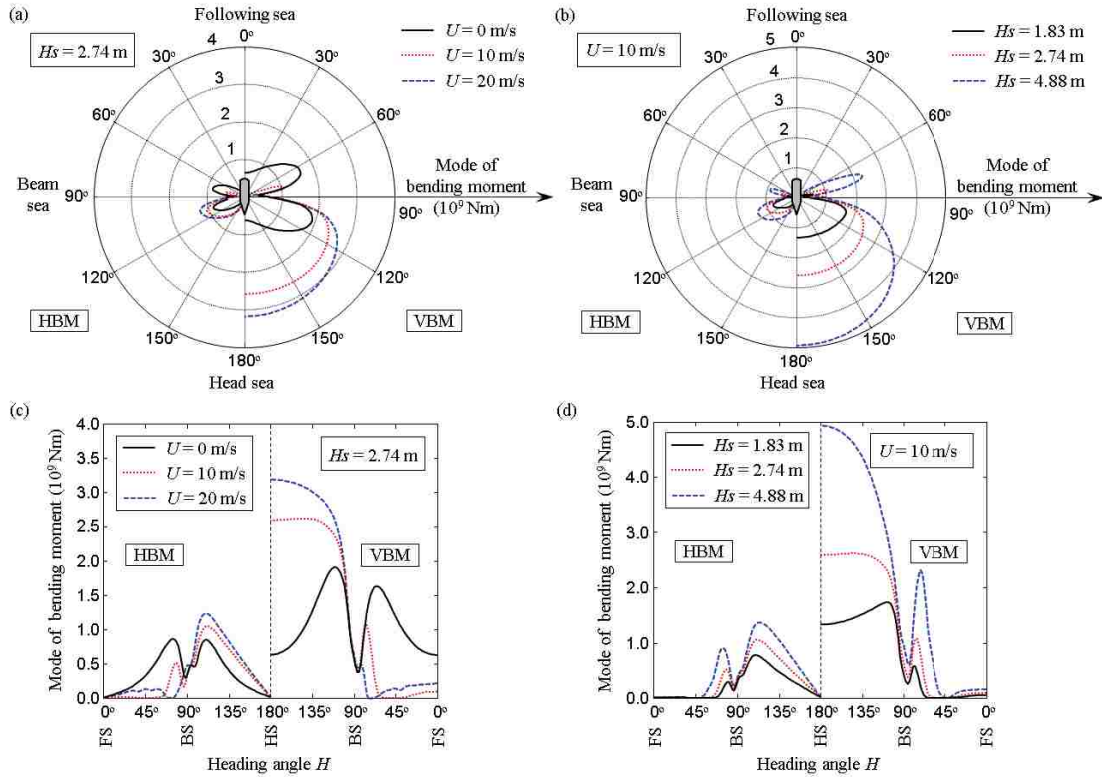 (a)
Following sea
Hs = 2.74 m
U = 0 m/s
U = 10 m/s
U = 20 m/s
4
0°
30°
30°
3
2
1
60°
60°
Beam sea
90°
90°
Mode of bending moment (10⁹ Nm)
120°
120°
HBM
VBM
150°
150°
180°
Head sea
(b)
Following sea
U = 10 m/s
Hs = 1.83 m
Hs = 2.74 m
Hs = 4.88 m
5
0°
30°
30°
4
3
2
1
60°
60°
Beam sea
90°
90°
Mode of bending moment (10⁹ Nm)
120°
120°
HBM
VBM
150°
150°
180°
Head sea
(c)
Mode of bending moment (10⁹ Nm)
4.0
3.5
3.0
2.5
2.0
1.5
1.0
0.5
0.0
U = 0 m/s
U = 10 m/s
U = 20 m/s
Hs = 2.74 m
HBM
VBM
0° 45° 90° 135° 180° 135° 90° 45° 0°
FS BS HS BS FS
Heading angle H
(d)
Mode of bending moment (10⁹ Nm)
5.0
4.0
3.0
2.0
1.0
0.0
Hs = 1.83 m
Hs = 2.74 m
Hs = 4.88 m
U = 10 m/s
HBM
VBM
0° 45° 90° 135° 180° 135° 90° 45° 0°
FS BS HS BS FS
Heading angle H